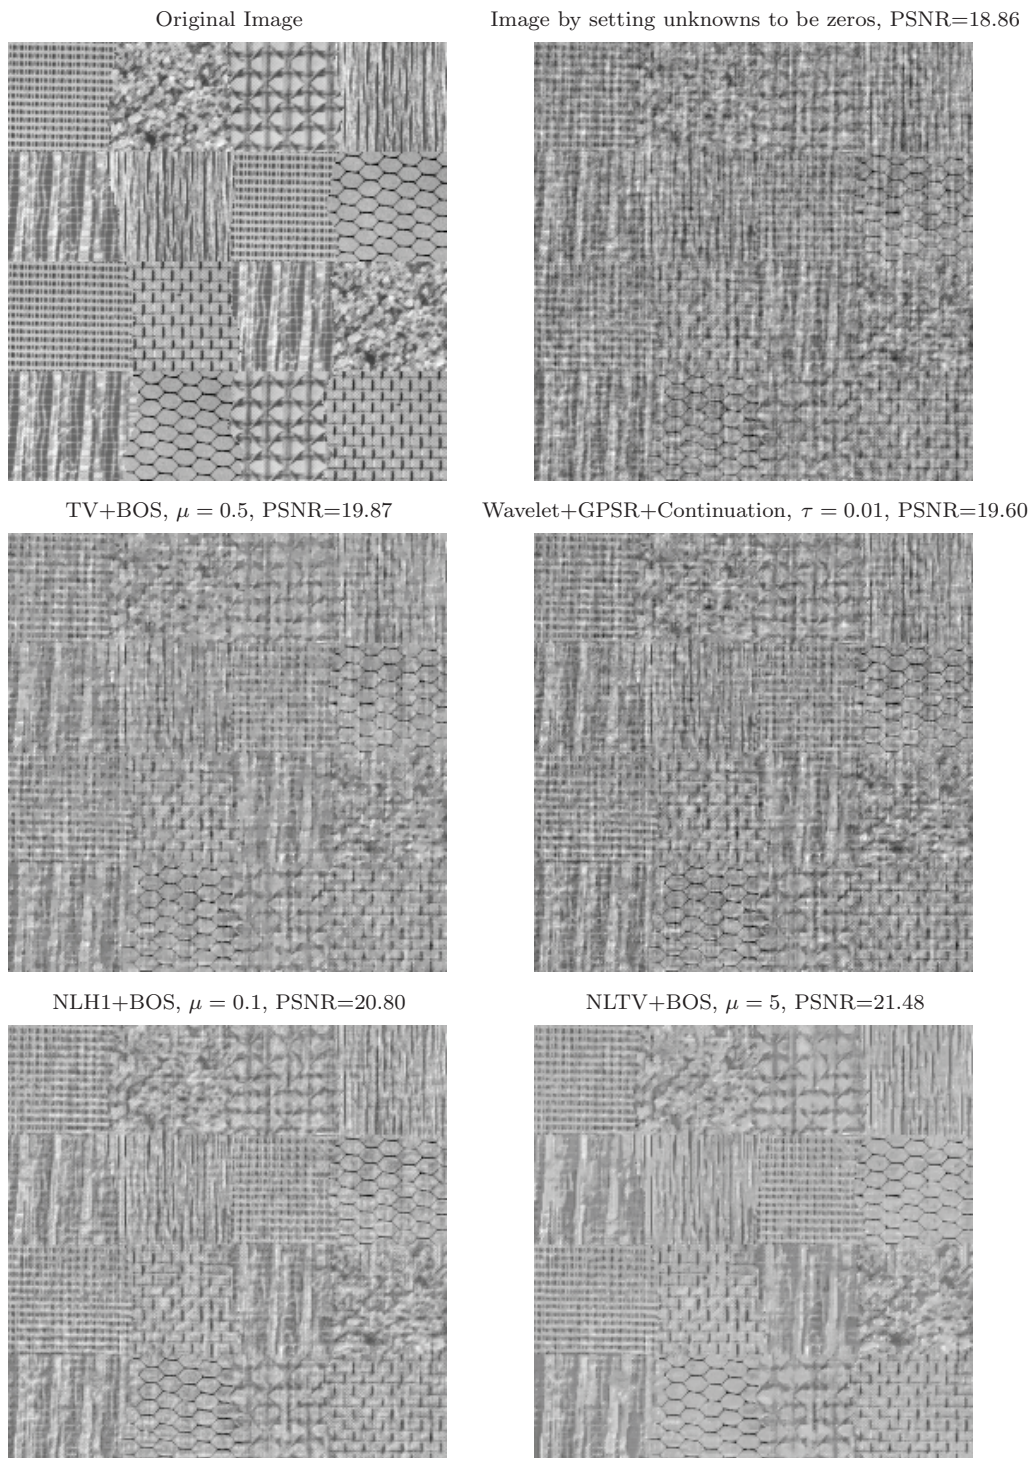 Original Image
Image by setting unknowns to be zeros, PSNR=18.86
TV+BOS, μ = 0.5, PSNR=19.87
Wavelet+GPSR+Continuation, τ = 0.01, PSNR=19.60
NLH1+BOS, μ = 0.1, PSNR=20.80
NLTV+BOS, μ = 5, PSNR=21.48